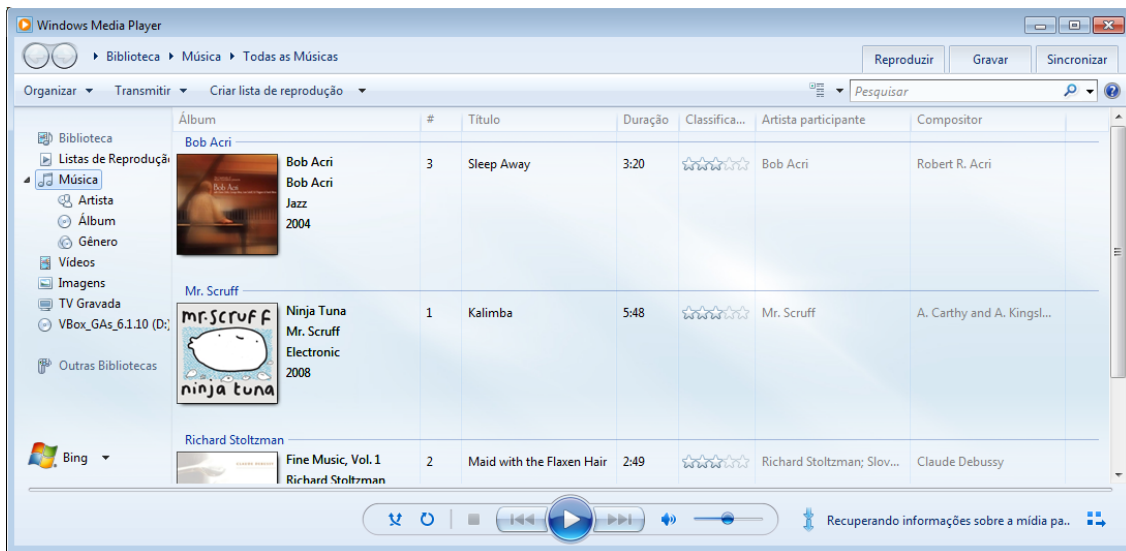 Windows Media Player
Biblioteca Música Todas as Músicas
Reproduzir Gravar Sincronizar
Organizar Transmitir Criar lista de reprodução Pesquisar
Álbum # Título Duração Classifica... Artista participante Compositor
Biblioteca
Listas de Reproduçã
Música
Artista
Álbum
Gênero
Vídeos
Imagens
TV Gravada
VBox_GAs_6.1.10 (D:)
Outras Bibliotecas
Bing
Bob Acri
Bob Acri
Bob Acri 3 Sleep Away 3:20 Bob Acri Robert R. Acri
Bob Acri
Jazz
2004
Mr. Scruff
mr.scruff
ninja tuna
Ninja Tuna 1 Kalimba 5:48 Mr. Scruff A. Carthy and A. Kingsl...
Mr. Scruff
Electronic
2008
Richard Stoltzman
Fine Music, Vol. 1 2 Maid with the Flaxen Hair 2:49 Richard Stoltzman; Slov... Claude Debussy
Richard Stoltzman
Recuperando informações sobre a mídia pa..